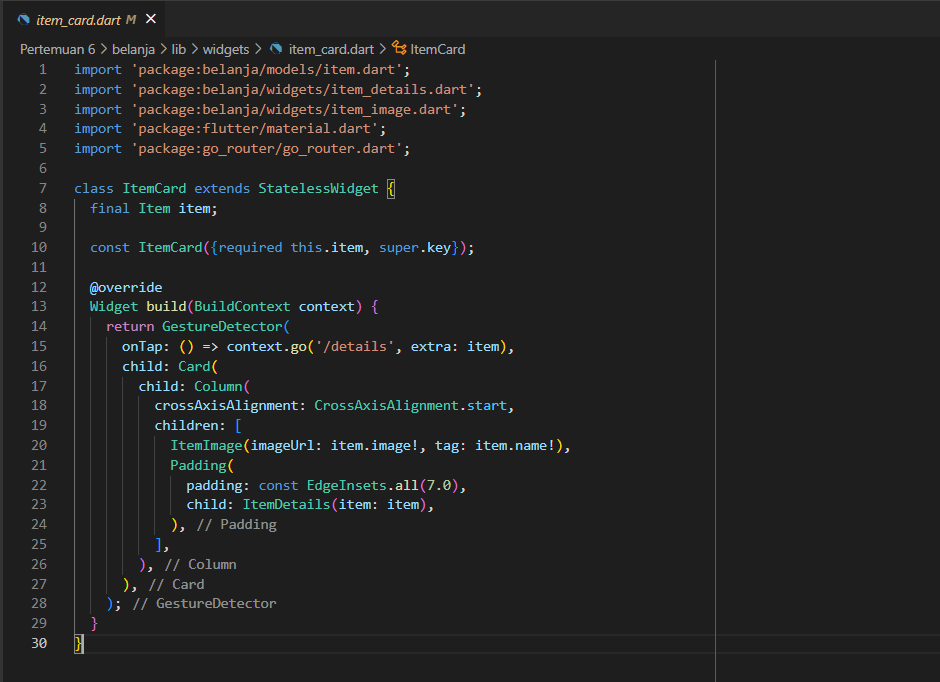 item_card.dart M ×
Pertemuan 6 > belanja > lib > widgets > item_card.dart > ItemCard
1 import 'package:belanja/models/item.dart';
2 import 'package:belanja/widgets/item_details.dart';
3 import 'package:belanja/widgets/item_image.dart';
4 import 'package:flutter/material.dart';
5 import 'package:go_router/go_router.dart';
6
7 class ItemCard extends StatelessWidget {
8   final Item item;
9
10   const ItemCard({required this.item, super.key});
11
12   @override
13   Widget build(BuildContext context) {
14     return GestureDetector(
15       onTap: () => context.go('/details', extra: item),
16       child: Card(
17         child: Column(
18           crossAxisAlignment: CrossAxisAlignment.start,
19           children: [
20             ItemImage(imageUrl: item.image!, tag: item.name!),
21             Padding(
22               padding: const EdgeInsets.all(7.0),
23               child: ItemDetails(item: item),
24             ), // Padding
25           ],
26         ), // Column
27       ), // Card
28     ); // GestureDetector
29   }
30 }